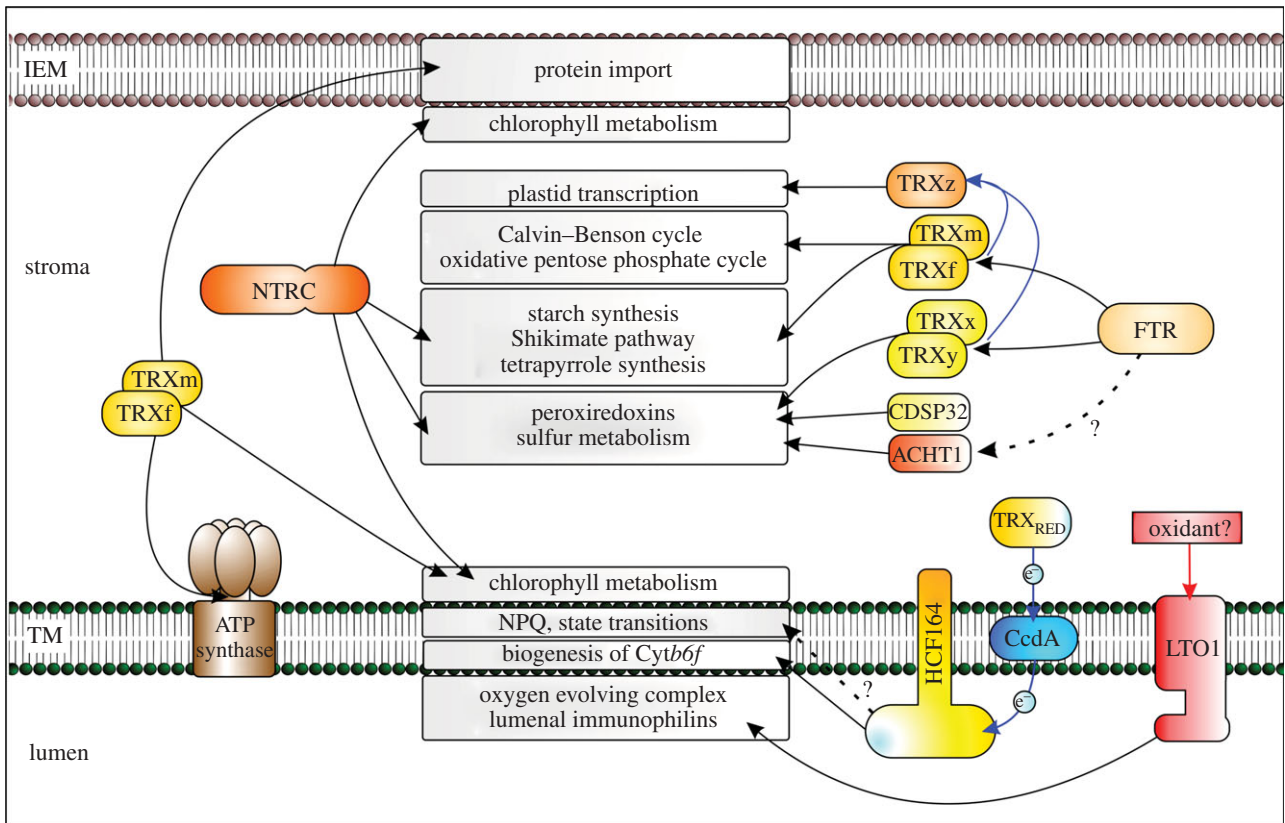 IEM
protein import
chlorophyll metabolism
plastid transcription
TRXz
Calvin–Benson cycle
oxidative pentose phosphate cycle
TRXm
TRXf
stroma
NTRC
starch synthesis
Shikimate pathway
tetrapyrrole synthesis
TRXx
TRXy
FTR
TRXm
TRXf
peroxiredoxins
sulfur metabolism
CDSP32
ACHT1
?
TRXRED
oxidant?
e–
chlorophyll metabolism
TM
ATP
synthase
NPQ, state transitions
biogenesis of Cytb6f
HCF164
CcdA
LTO1
?
e–
oxygen evolving complex
lumenal immunophilins
lumen